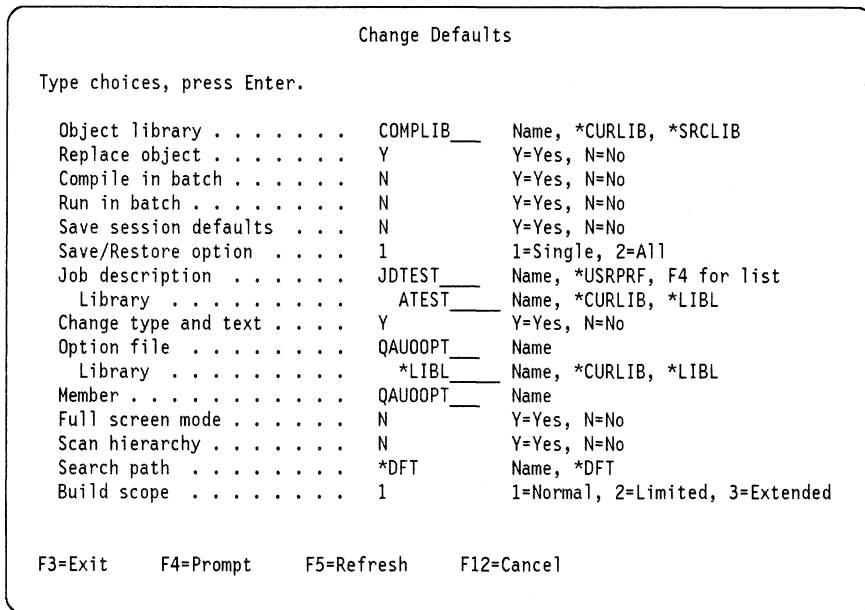 Change Defaults
Type choices, press Enter.
Object library . . . . . . . COMPLIB___ Name, *CURLIB, *SRCLIB
Replace object . . . . . . . Y Y=Yes, N=No
Compile in batch . . . . . . N Y=Yes, N=No
Run in batch . . . . . . . . N Y=Yes, N=No
Save session defaults . . . N Y=Yes, N=No
Save/Restore option . . . . 1 1=Single, 2=All
Job description . . . . . . JDTEST____ Name, *USRPRF, F4 for list
Library . . . . . . . . . ATEST_____ Name, *CURLIB, *LIBL
Change type and text . . . . Y Y=Yes, N=No
Option file . . . . . . . . QAUOOPT___ Name
Library . . . . . . . . . *LIBL_____ Name, *CURLIB, *LIBL
Member . . . . . . . . . . . QAUOOPT___ Name
Full screen mode . . . . . . N Y=Yes, N=No
Scan hierarchy . . . . . . . N Y=Yes, N=No
Search path . . . . . . . . *DFT Name, *DFT
Build scope . . . . . . . . 1 1=Normal, 2=Limited, 3=Extended
F3=Exit F4=Prompt F5=Refresh F12=Cancel